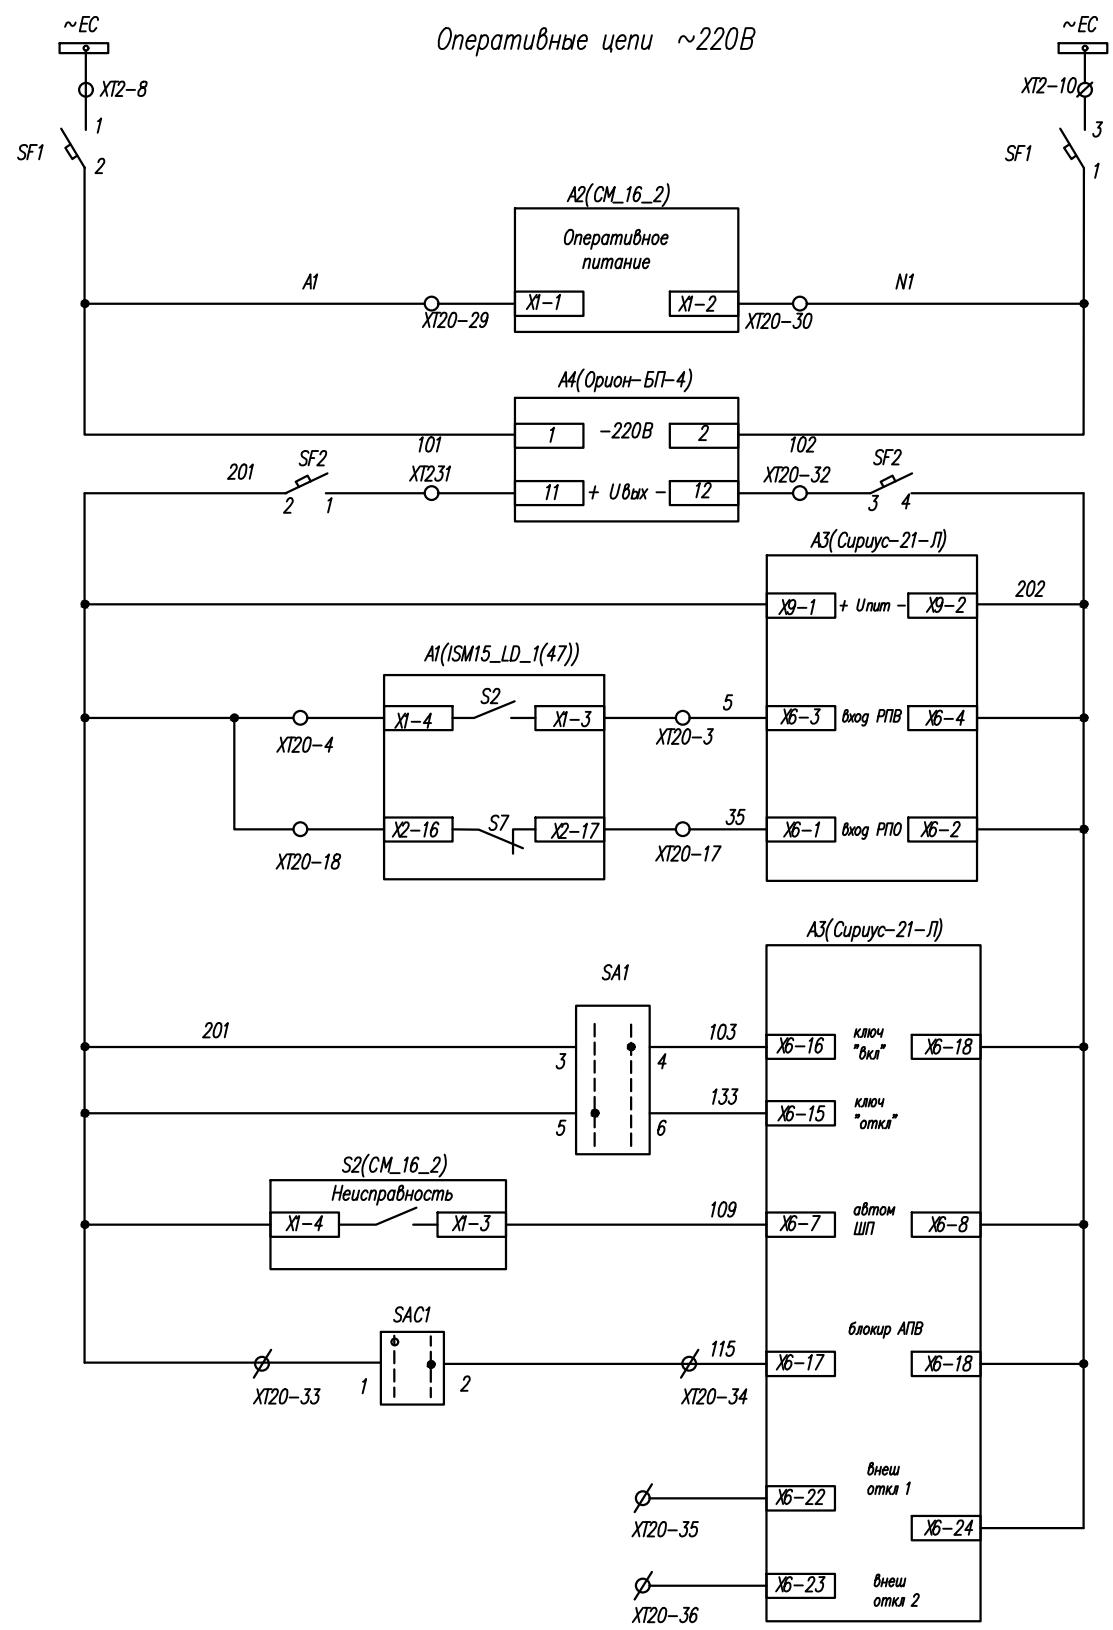 ~EC
Оперативные цепи ~220В
~EC
XT2-8
XT2-10
1
3
SF1
2
SF1
1
A2(CM_16_2)
Оперативное
питание
A1
N1
X1-1
X1-2
XT20-29
XT20-30
A4(Орион-БП-4)
1
-220В
2
101
102
201
SF2
XT231
XT20-32
SF2
2
1
11
+ Uвых -
12
3
4
A3(Сириус-21-Л)
202
X9-1
+ Uпит -
X9-2
A1(ISM15_LD_1(47))
S2
5
X1-4
X1-3
X6-3
вход РПВ
X6-4
XT20-4
XT20-3
S7
35
X2-16
X2-17
X6-1
вход РПО
X6-2
XT20-18
XT20-17
A3(Сириус-21-Л)
SA1
201
103
ключ
"вкл"
X6-16
X6-18
3
4
133
ключ
"откл"
X6-15
5
6
S2(CM_16_2)
Неисправность
109
автом
ШП
X1-4
X1-3
X6-7
X6-8
SAC1
блокир АПВ
115
X6-17
X6-18
1
2
XT20-33
XT20-34
внеш
откл 1
X6-22
XT20-35
X6-24
X6-23
внеш
откл 2
XT20-36